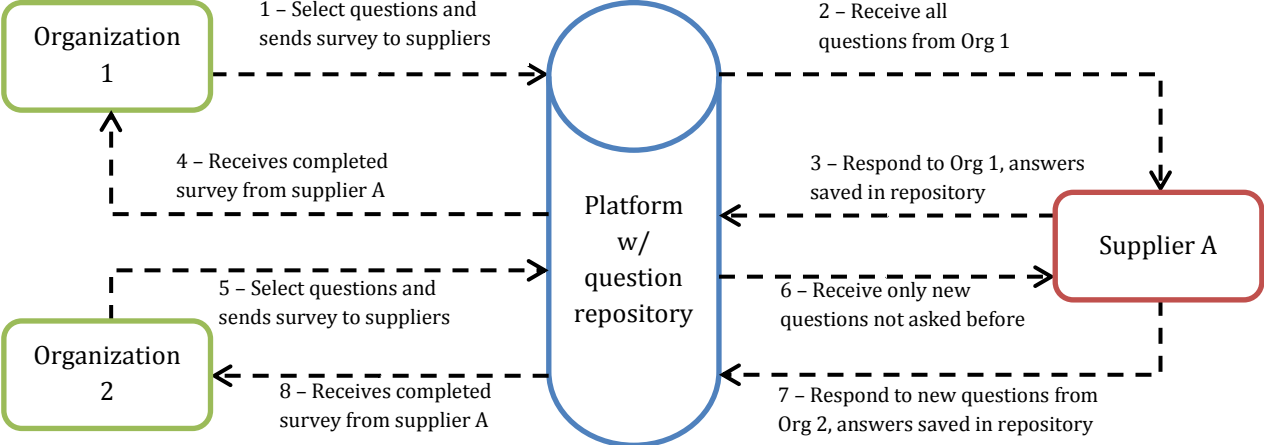 Organization
1
1 – Select questions and
sends survey to suppliers
2 – Receive all
questions from Org 1
4 – Receives completed
survey from supplier A
3 – Respond to Org 1, answers
saved in repository
Platform
w/
question
repository
Supplier A
5 – Select questions and
sends survey to suppliers
6 – Receive only new
questions not asked before
Organization
2
8 – Receives completed
survey from supplier A
7 – Respond to new questions from
Org 2, answers saved in repository